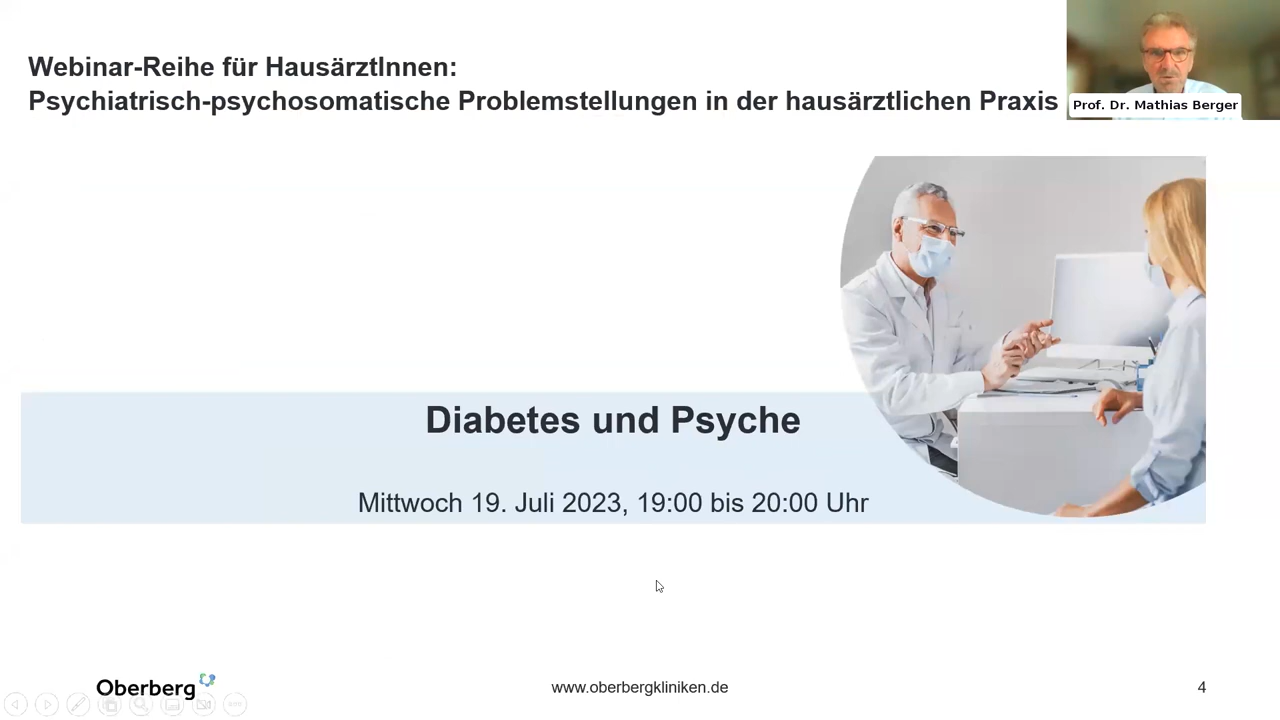 Webinar-Reihe für HausärztInnen:
Psychiatrisch-psychosomatische Problemstellungen in der hausärztlichen Praxis
Prof. Dr. Mathias Berger
Diabetes und Psyche
Mittwoch 19. Juli 2023, 19:00 bis 20:00 Uhr
Oberberg
www.oberbergkliniken.de
4